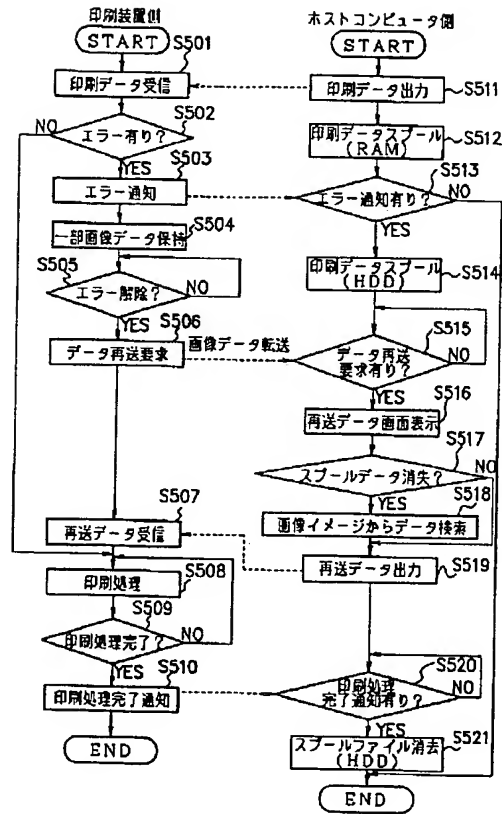 印刷装置側
START
S501
印刷データ受信
S502
エラー有り?
NO
YES
S503
エラー通知
S504
一部画像データ保持
S505
エラー解除?
NO
YES
S506
データ再送要求
画像データ転送
S507
再送データ受信
S508
印刷処理
S509
印刷処理完了?
NO
YES
S510
印刷処理完了通知
END
ホストコンピュータ側
START
印刷データ出力
S511
印刷データスプール
(RAM)
S512
S513
エラー通知有り?
NO
YES
印刷データスプール
(HDD)
S514
S515
データ再送
要求有り?
NO
YES
S516
再送データ画面表示
S517
スプールデータ消失?
NO
YES
S518
画像イメージからデータ検索
再送データ出力
S519
S520
印刷処理
完了通知有り?
NO
YES
S521
スプールファイル消去
(HDD)
END